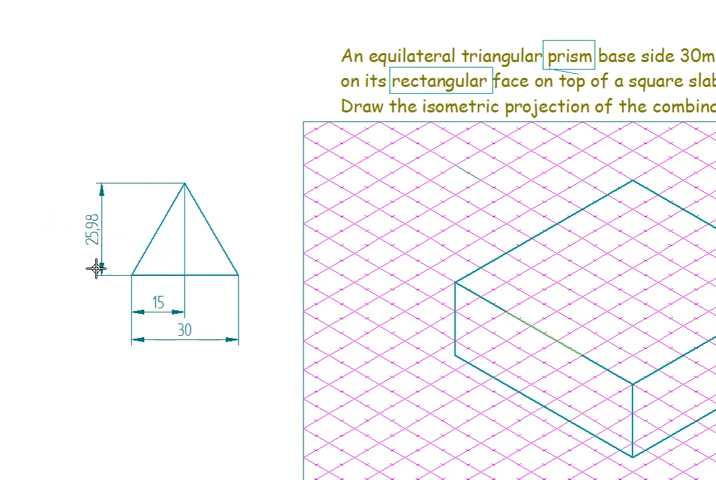 An equilateral triangular prism base side 30m
on its rectangular face on top of a square slab
Draw the isometric projection of the combin
25,98
15
30